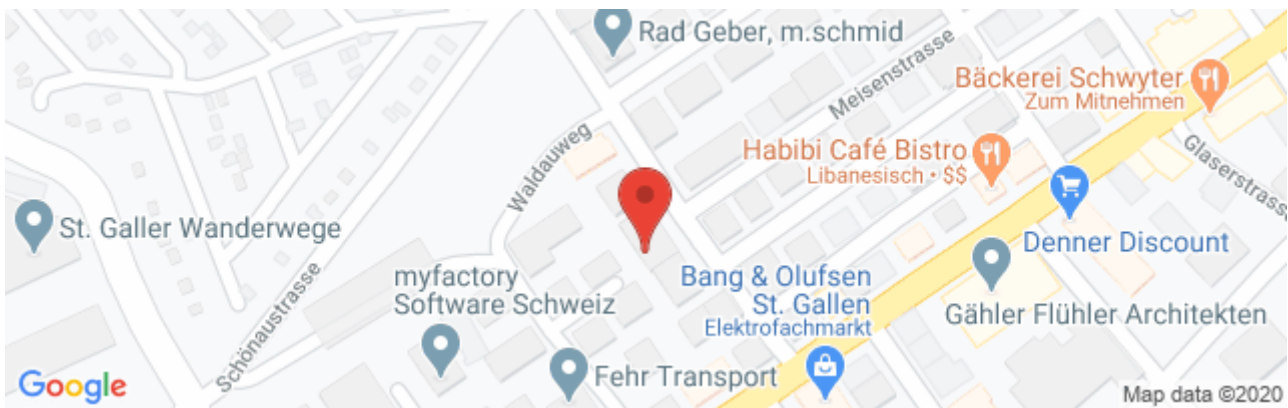 Rad Geber, m.schmid
Meisenstrasse
Bäckerei Schwyter
Zum Mitnehmen
Waldauweg
Habibi Café Bistro
Libanesisch • $$
Glaserstrasse
St. Galler Wanderwege
Denner Discount
myfactory
Software Schweiz
Bang & Olufsen
St. Gallen
Elektrofachmarkt
Gähler Flühler Architekten
Schönaustrasse
Fehr Transport
Google
Map data ©2020